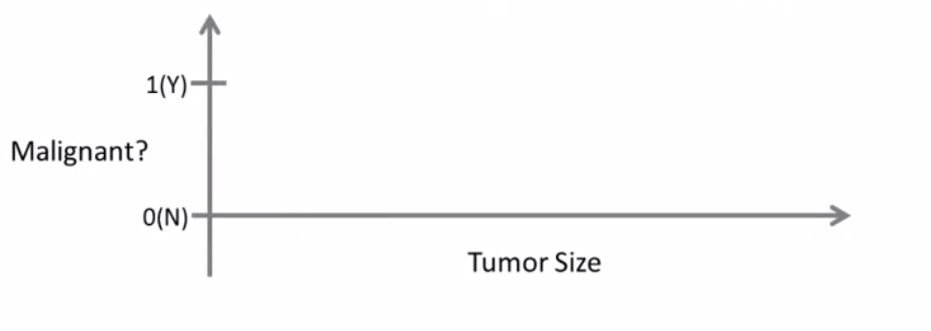 1(Y)
Malignant?
0(N)
Tumor Size